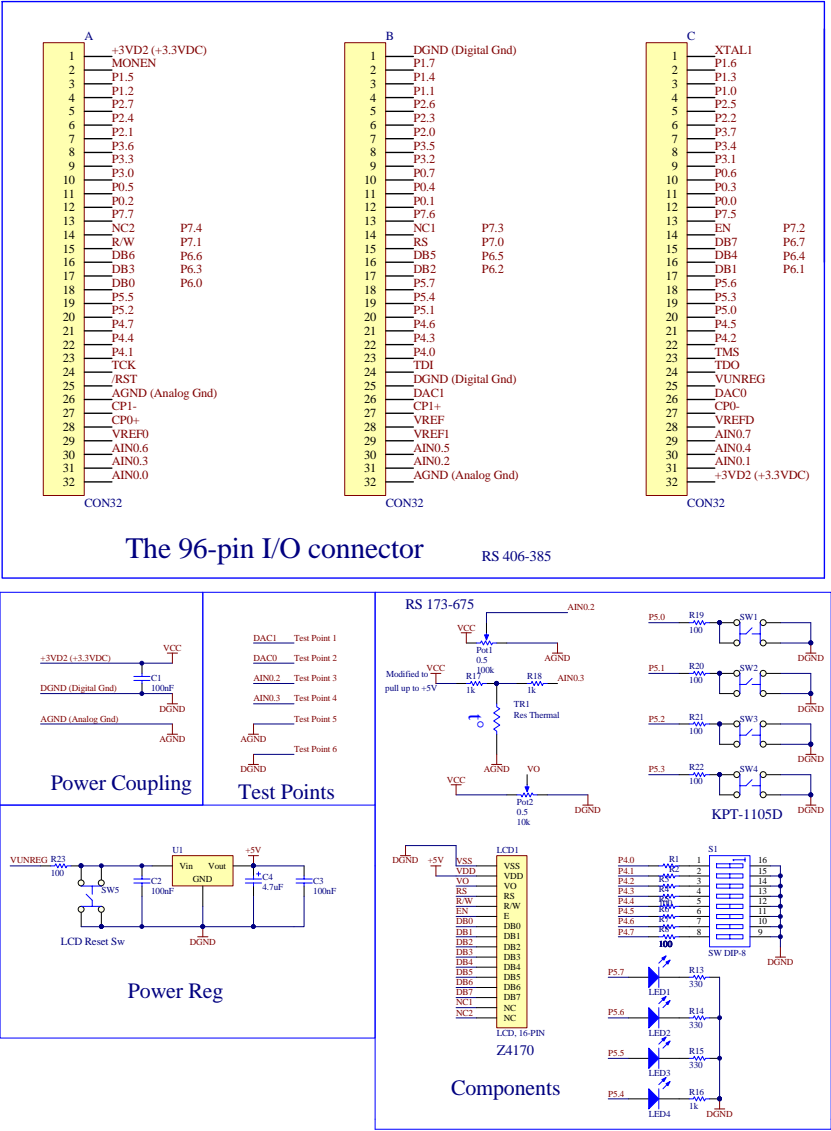 A
1 +3VD2 (+3.3VDC)
2 MONEN
3 P1.5
4 P1.2
5 P2.7
6 P2.4
7 P2.1
8 P3.6
9 P3.3
10 P3.0
11 P0.5
12 P0.2
13 P7.7
14 NC2 P7.4
15 R/W P7.1
16 DB6 P6.6
17 DB3 P6.3
18 DB0 P6.0
19 P5.5
20 P5.2
21 P4.7
22 P4.4
23 P4.1
24 TCK
25 /RST
26 AGND (Analog Gnd)
27 CP1-
28 CP0+
29 VREF0
30 AIN0.6
31 AIN0.3
32 AIN0.0
CON32
B
1 DGND (Digital Gnd)
2 P1.7
3 P1.4
4 P1.1
5 P2.6
6 P2.3
7 P2.0
8 P3.5
9 P3.2
10 P0.7
11 P0.4
12 P0.1
13 P7.6
14 NC1 P7.3
15 RS P7.0
16 DB5 P6.5
17 DB2 P6.2
18 P5.7
19 P5.4
20 P5.1
21 P4.6
22 P4.3
23 P4.0
24 TDI
25 DGND (Digital Gnd)
26 DAC1
27 CP1+
28 VREF
29 VREF1
30 AIN0.5
31 AIN0.2
32 AGND (Analog Gnd)
CON32
C
1 XTAL1
2 P1.6
3 P1.3
4 P1.0
5 P2.5
6 P2.2
7 P3.7
8 P3.4
9 P3.1
10 P0.6
11 P0.3
12 P0.0
13 P7.5
14 EN P7.2
15 DB7 P6.7
16 DB4 P6.4
17 DB1 P6.1
18 P5.6
19 P5.3
20 P5.0
21 P4.5
22 P4.2
23 TMS
24 TDO
25 VUNREG
26 DAC0
27 CP0-
28 VREFD
29 AIN0.7
30 AIN0.4
31 AIN0.1
32 +3VD2 (+3.3VDC)
CON32
The 96-pin I/O connector
RS 406-385
VCC
+3VD2 (+3.3VDC)
C1
100nF
DGND (Digital Gnd)
DGND
AGND (Analog Gnd)
AGND
Power Coupling
DAC1 Test Point 1
DAC0 Test Point 2
AIN0.2 Test Point 3
AIN0.3 Test Point 4
Test Point 5
AGND
Test Point 6
DGND
Test Points
VUNREG
R23
100
SW5
LCD Reset Sw
C2
100nF
U1
Vin Vout
GND
DGND
+5V
C4
4.7uF
C3
100nF
Power Reg
RS 173-675
AIN0.2
VCC
Pot1
0.5
100k
AGND
Modified to
pull up to +5V
VCC
R17
1k
R18
1k
AIN0.3
TR1
Res Thermal
t°
AGND
VO
VCC
Pot2
0.5
10k
DGND
P5.0
R19
100
SW1
DGND
P5.1
R20
100
SW2
DGND
P5.2
R21
100
SW3
DGND
P5.3
R22
100
SW4
DGND
KPT-1105D
LCD1
DGND
+5V
VSS VSS
VDD VDD
VO VO
RS RS
R/W R/W
EN E
DB0 DB0
DB1 DB1
DB2 DB2
DB3 DB3
DB4 DB4
DB5 DB5
DB6 DB6
DB7 DB7
NC1 NC
NC2 NC
LCD, 16-PIN
Z4170
S1
P4.0 R1 1 16
P4.1 R2 2 15
P4.2 R3 3 14
P4.3 R4 4 13
P4.4 5 12
P4.5 R6 6 11
P4.6 R7 7 10
P4.7 R8 8 9
100
SW DIP-8
DGND
P5.7
LED1
R13
330
P5.6
LED2
R14
330
P5.5
LED3
R15
330
P5.4
LED4
R16
1k
DGND
Components